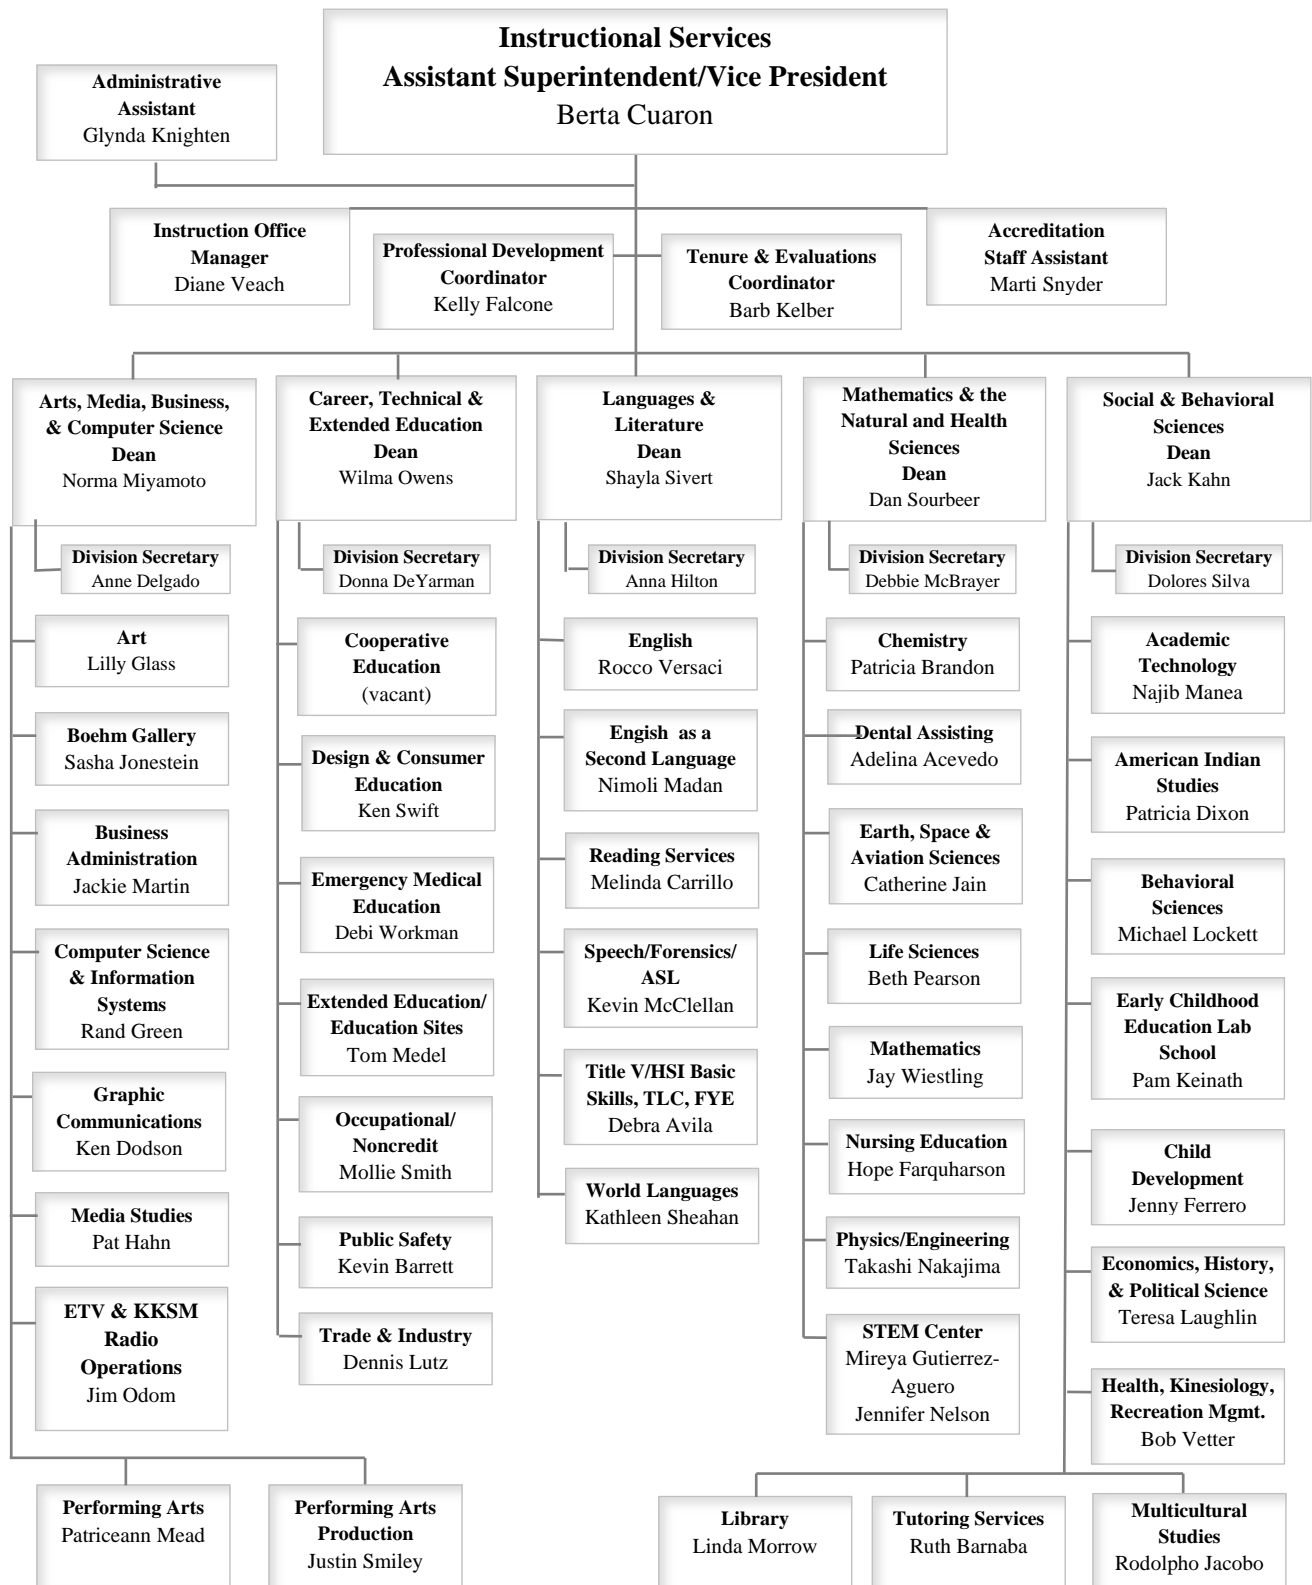 Instructional Services
Assistant Superintendent/Vice President
Berta Cuaron
Administrative
Assistant
Glynda Knighten
Instruction Office
Manager
Diane Veach
Professional Development
Coordinator
Kelly Falcone
Tenure & Evaluations
Coordinator
Barb Kelber
Accreditation
Staff Assistant
Marti Snyder
Arts, Media, Business,
& Computer Science
Dean
Norma Miyamoto
Division Secretary
Anne Delgado
Art
Lilly Glass
Boehm Gallery
Sasha Jonestein
Business
Administration
Jackie Martin
Computer Science
& Information
Systems
Rand Green
Graphic
Communications
Ken Dodson
Media Studies
Pat Hahn
ETV & KKSM
Radio
Operations
Jim Odom
Performing Arts
Patriceann Mead
Performing Arts
Production
Justin Smiley
Career, Technical &
Extended Education
Dean
Wilma Owens
Division Secretary
Donna DeYarman
Cooperative
Education
(vacant)
Design & Consumer
Education
Ken Swift
Emergency Medical
Education
Debi Workman
Extended Education/
Education Sites
Tom Medel
Occupational/
Noncredit
Mollie Smith
Public Safety
Kevin Barrett
Trade & Industry
Dennis Lutz
Languages &
Literature
Dean
Shayla Sivert
Division Secretary
Anna Hilton
English
Rocco Versaci
Engish as a
Second Language
Nimoli Madan
Reading Services
Melinda Carrillo
Speech/Forensics/
ASL
Kevin McClellan
Title V/HSI Basic
Skills, TLC, FYE
Debra Avila
World Languages
Kathleen Sheahan
Mathematics & the
Natural and Health
Sciences
Dean
Dan Sourbeer
Division Secretary
Debbie McBrayer
Chemistry
Patricia Brandon
Dental Assisting
Adelina Acevedo
Earth, Space &
Aviation Sciences
Catherine Jain
Life Sciences
Beth Pearson
Mathematics
Jay Wiestling
Nursing Education
Hope Farquharson
Physics/Engineering
Takashi Nakajima
STEM Center
Mireya Gutierrez-
Aguero
Jennifer Nelson
Social & Behavioral
Sciences
Dean
Jack Kahn
Division Secretary
Dolores Silva
Academic
Technology
Najib Manea
American Indian
Studies
Patricia Dixon
Behavioral
Sciences
Michael Lockett
Early Childhood
Education Lab
School
Pam Keinath
Child
Development
Jenny Ferrero
Economics, History,
& Political Science
Teresa Laughlin
Health, Kinesiology,
Recreation Mgmt.
Bob Vetter
Library
Linda Morrow
Tutoring Services
Ruth Barnaba
Multicultural
Studies
Rodolpho Jacobo